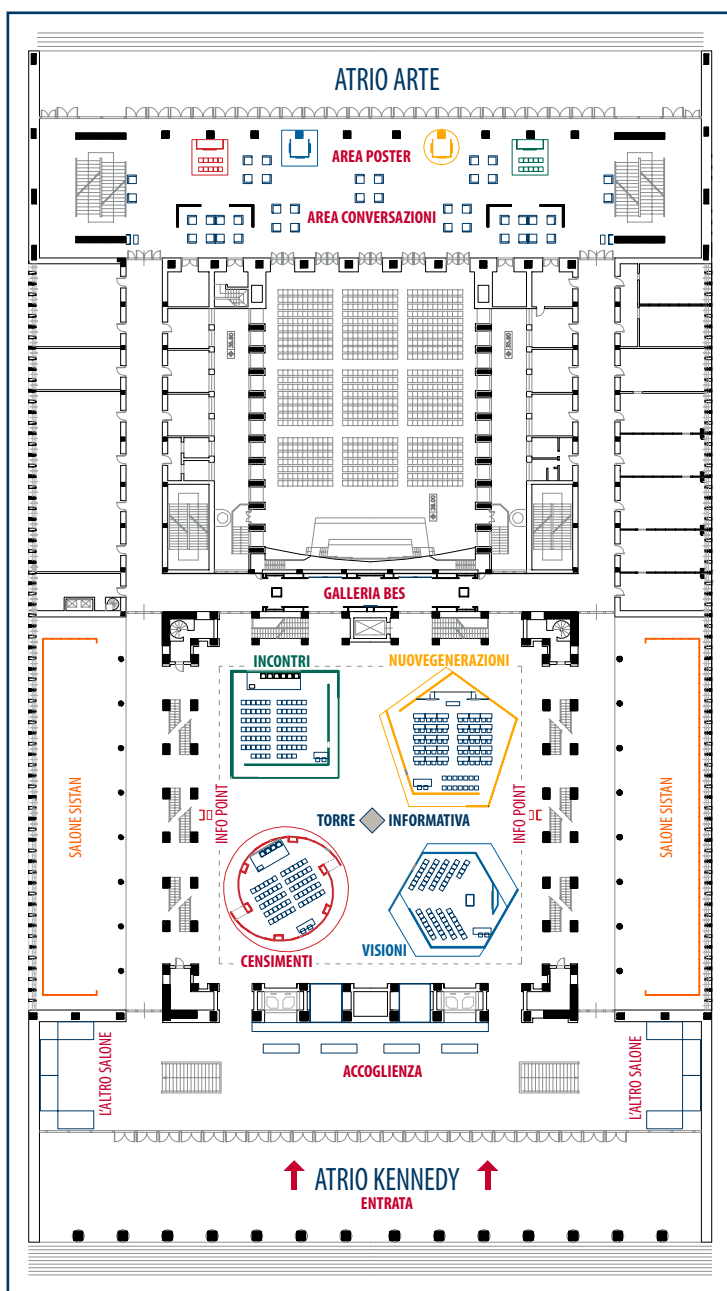 ATRIO ARTE
AREA POSTER
AREA CONVERSAZIONI
GALLERIA BES
INCONTRI
NUOVEGENERAZIONI
SALONE SISTAN
INFO POINT
TORRE INFORMATIVA
INFO POINT
SALONE SISTAN
CENSIMENTI
VISIONI
L'ALTRO SALONE
ACCOGLIENZA
L'ALTRO SALONE
ATRIO KENNEDY
ENTRATA